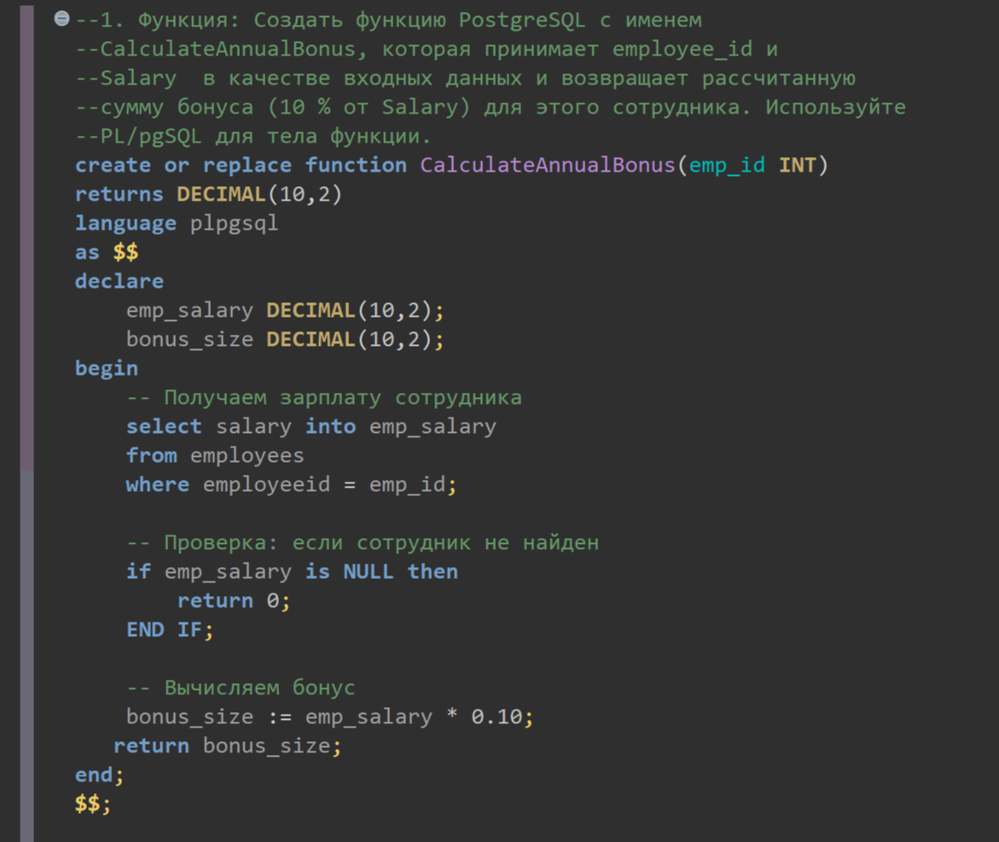 --1. Функция: Создать функцию PostgreSQL с именем
--CalculateAnnualBonus, которая принимает employee_id и
--Salary  в качестве входных данных и возвращает рассчитанную
--сумму бонуса (10 % от Salary) для этого сотрудника. Используйте
--PL/pgSQL для тела функции.
create or replace function CalculateAnnualBonus(emp_id INT)
returns DECIMAL(10,2)
language plpgsql
as $$
declare
    emp_salary DECIMAL(10,2);
    bonus_size DECIMAL(10,2);
begin
    -- Получаем зарплату сотрудника
    select salary into emp_salary
    from employees
    where employeeid = emp_id;
    -- Проверка: если сотрудник не найден
    if emp_salary is NULL then
        return 0;
    END IF;
    -- Вычисляем бонус
    bonus_size := emp_salary * 0.10;
   return bonus_size;
end;
$$;